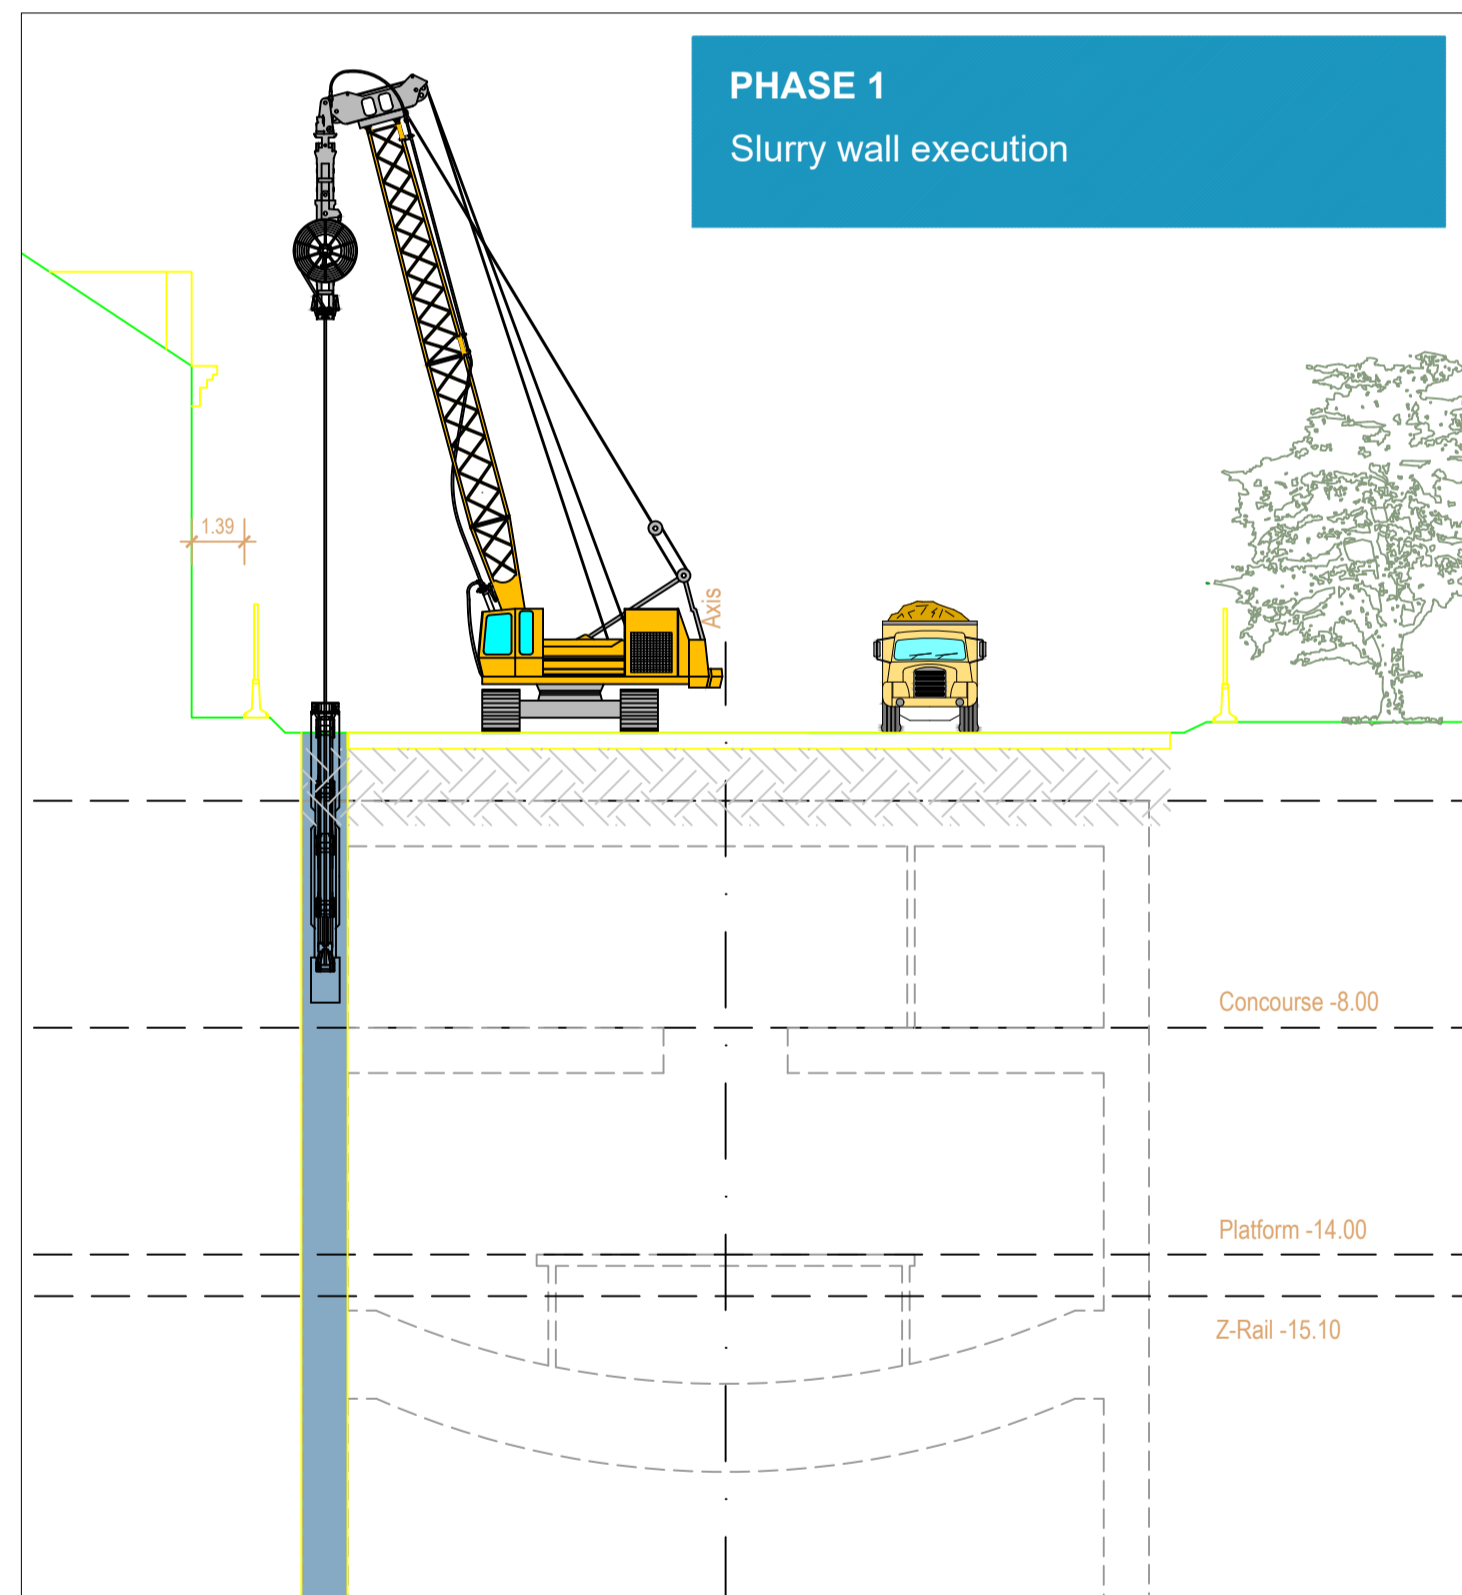 PHASE 1
Slurry wall execution
1.39
Axis
Concourse -8.00
Platform -14.00
Z-Rail -15.10